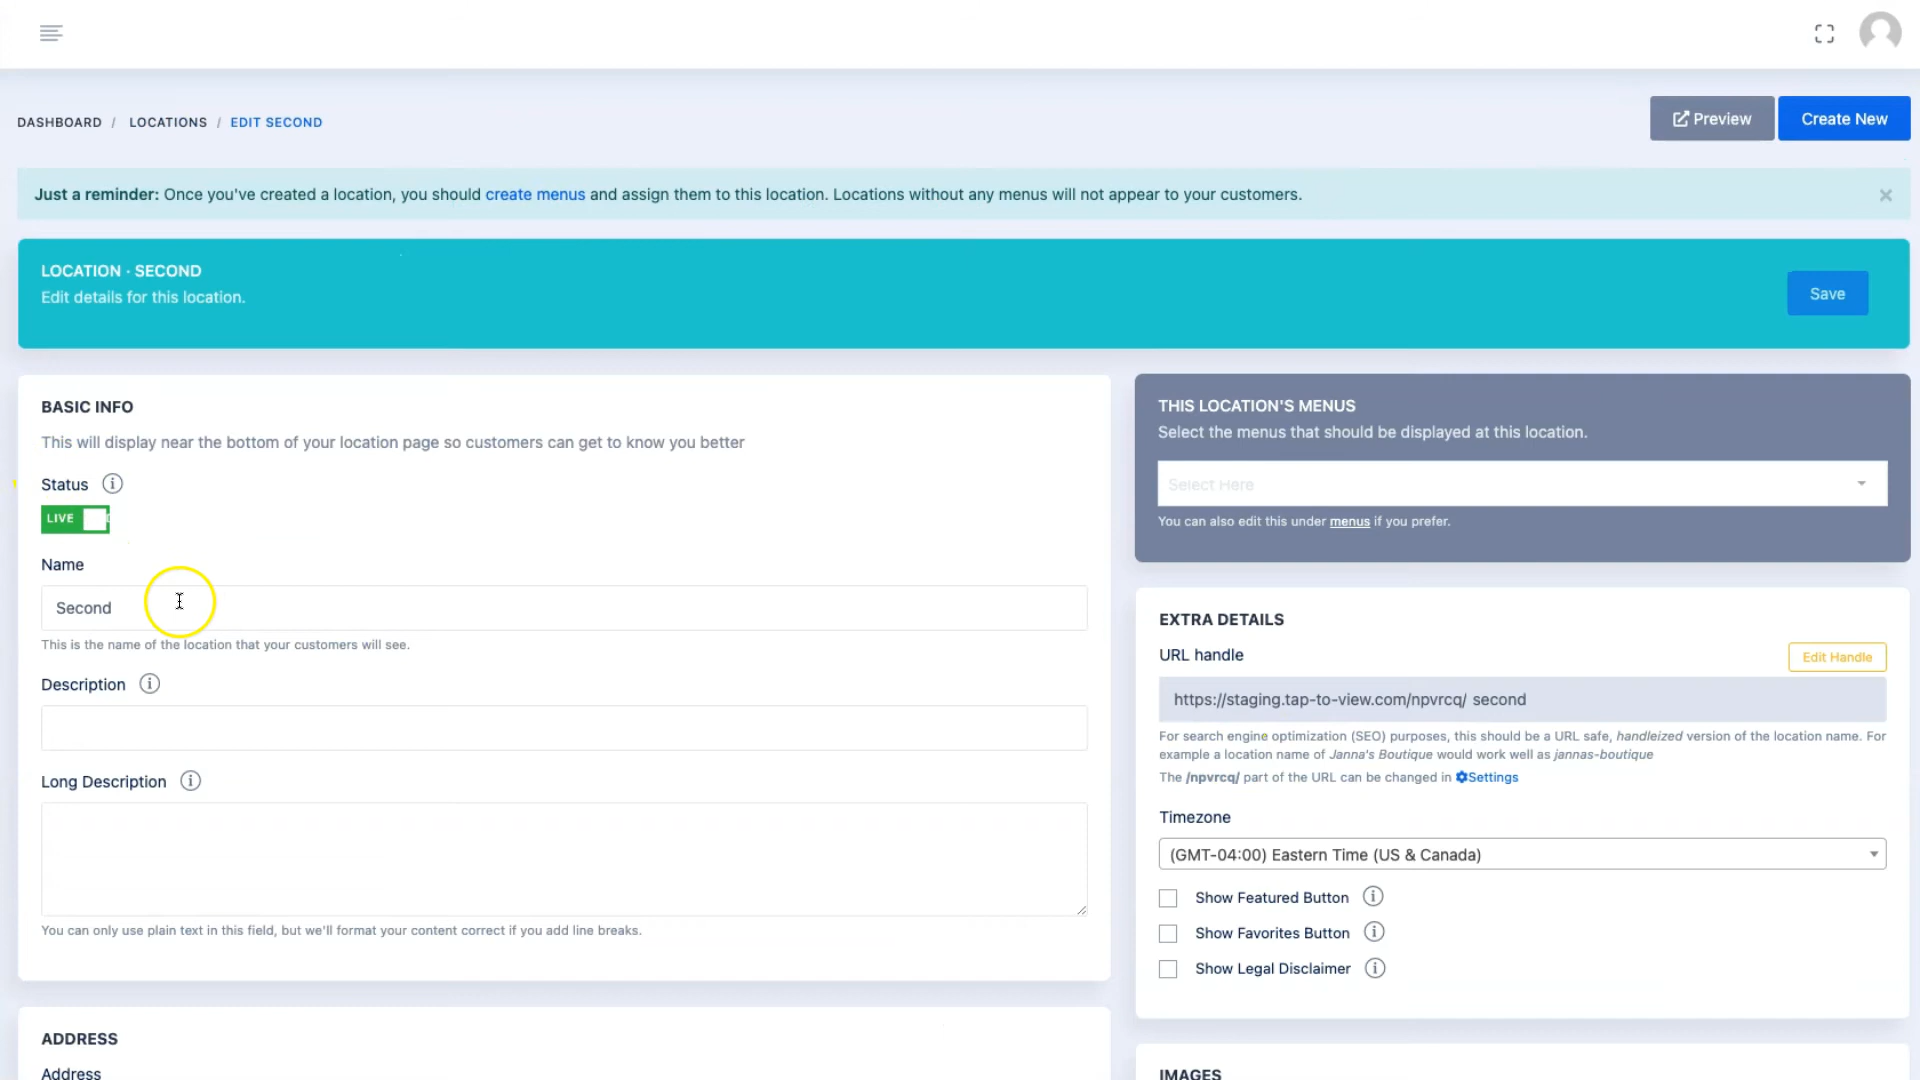 DASHBOARD / LOCATIONS / EDIT SECOND
Preview
Create New
Just a reminder: Once you've created a location, you should create menus and assign them to this location. Locations without any menus will not appear to your customers.
×
LOCATION · SECOND
Edit details for this location.
Save
BASIC INFO
This will display near the bottom of your location page so customers can get to know you better
Status
LIVE
Name
Second
This is the name of the location that your customers will see.
Description
Long Description
You can only use plain text in this field, but we'll format your content correct if you add line breaks.
ADDRESS
Address
THIS LOCATION'S MENUS
Select the menus that should be displayed at this location.
Select Here
You can also edit this under menus if you prefer.
EXTRA DETAILS
URL handle
Edit Handle
https://staging.tap-to-view.com/npvrcq/ second
For search engine optimization (SEO) purposes, this should be a URL safe, handleized version of the location name. For
example a location name of Janna's Boutique would work well as jannas-boutique
The /npvrcq/ part of the URL can be changed in Settings
Timezone
(GMT-04:00) Eastern Time (US & Canada)
Show Featured Button
Show Favorites Button
Show Legal Disclaimer
IMAGES